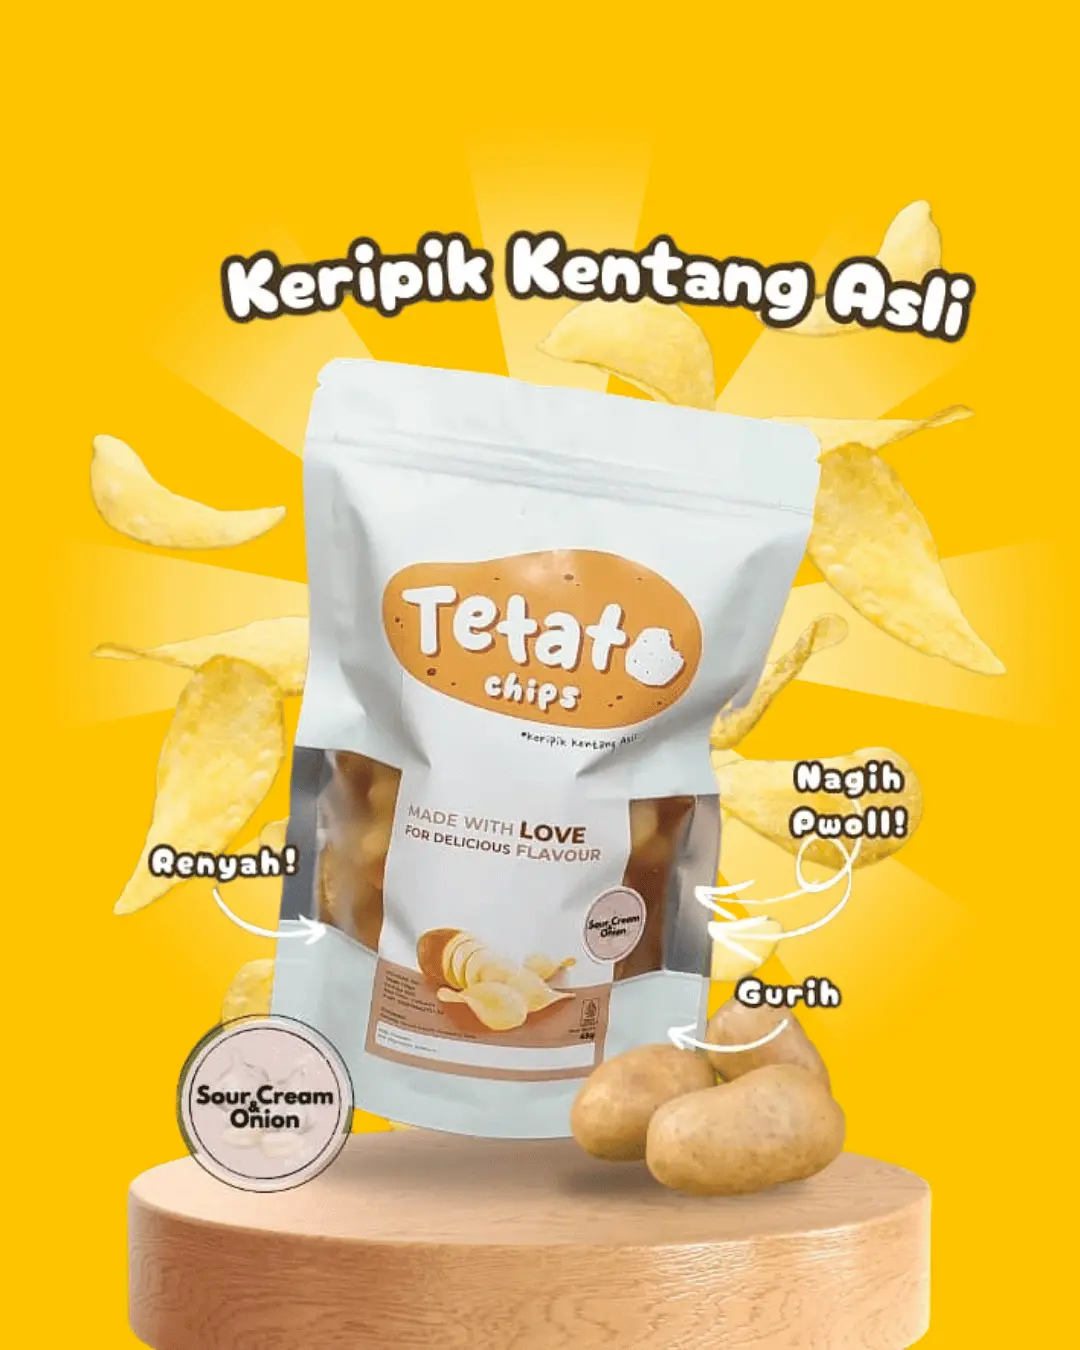 Keripik Kentang Asli
Tetato
chips
*Keripik Kentang Asli
MADE WITH LOVE
FOR DELICIOUS FLAVOUR
Nagih
Pwoll!
Renyah!
Sour Cream
&
Onion
Gurih
Sour Cream
&
Onion